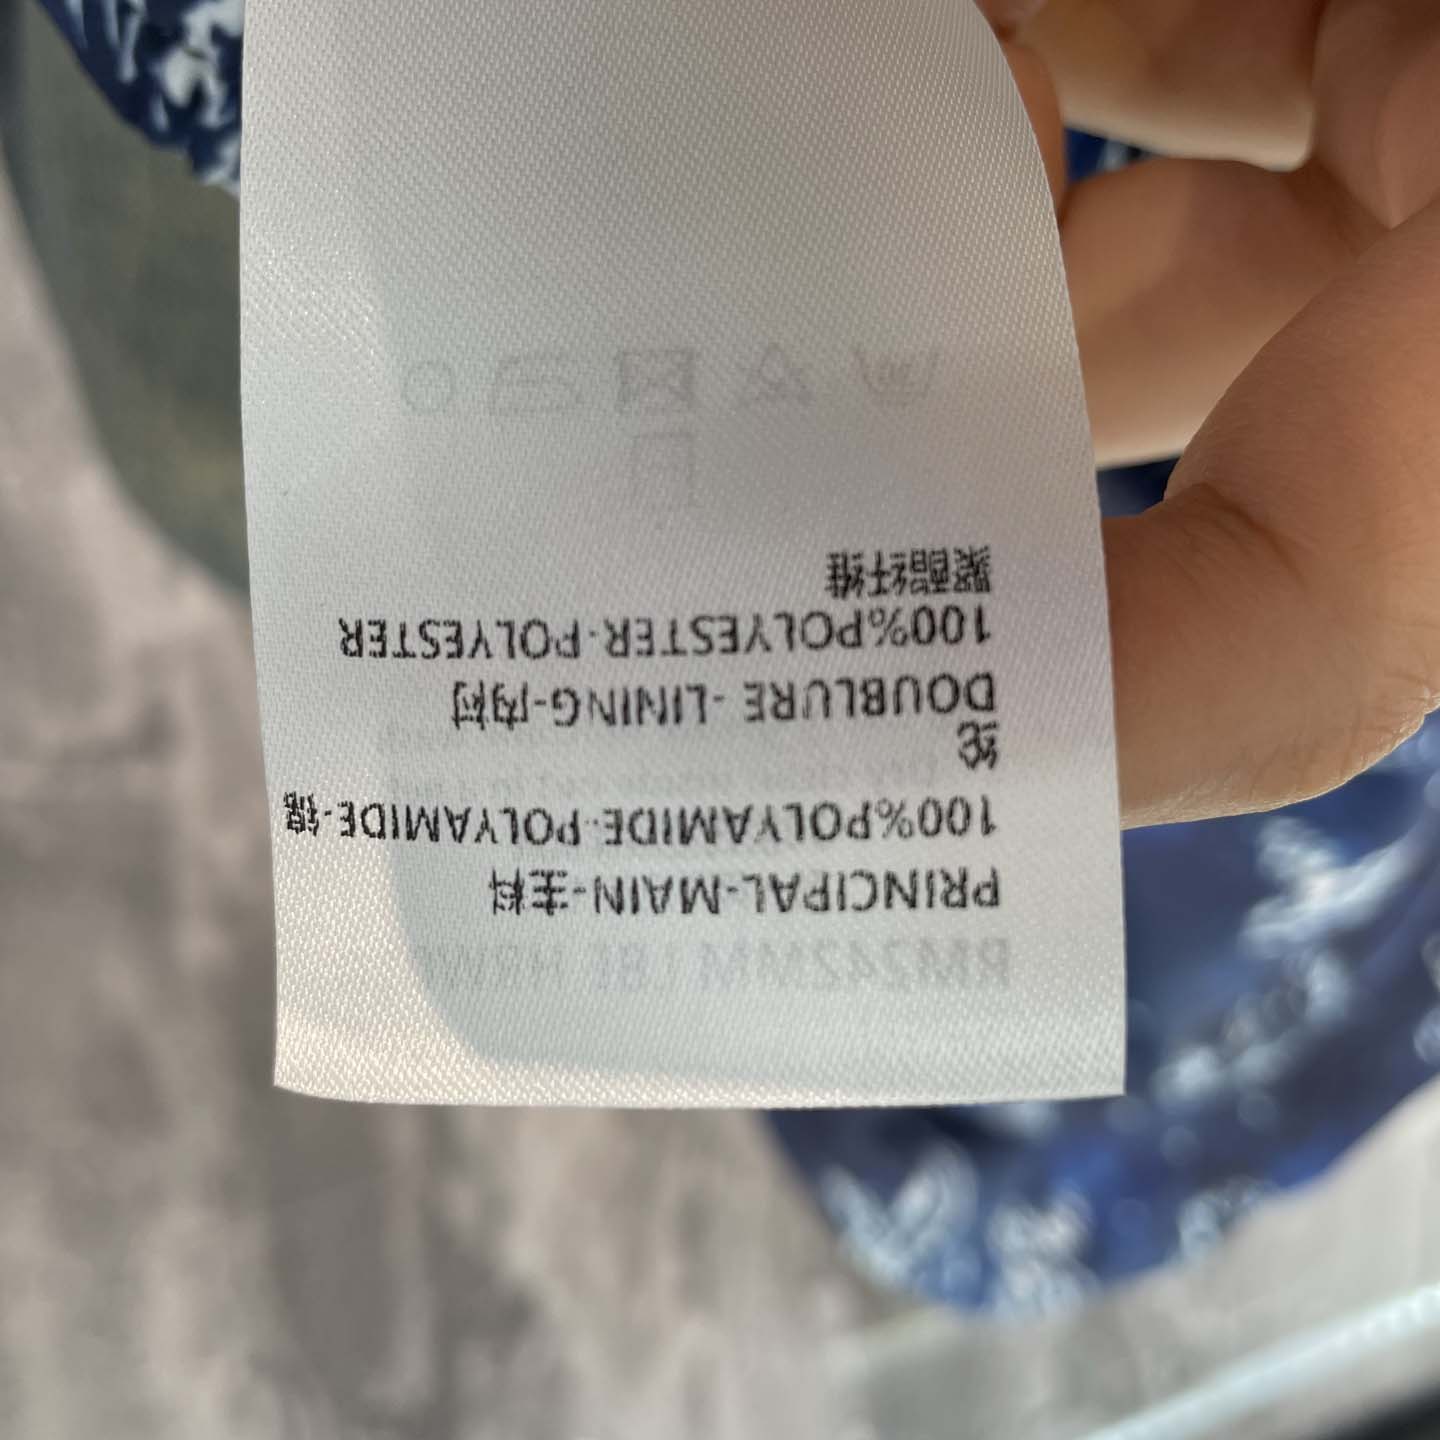 PRINCIPAL-MAIN-主料
100%POLYAMIDE-POLYAMIDE-锦
纶
DOUBLURE -LINING-内衬
100%POLYESTER-POLYESTER
聚酯纤维